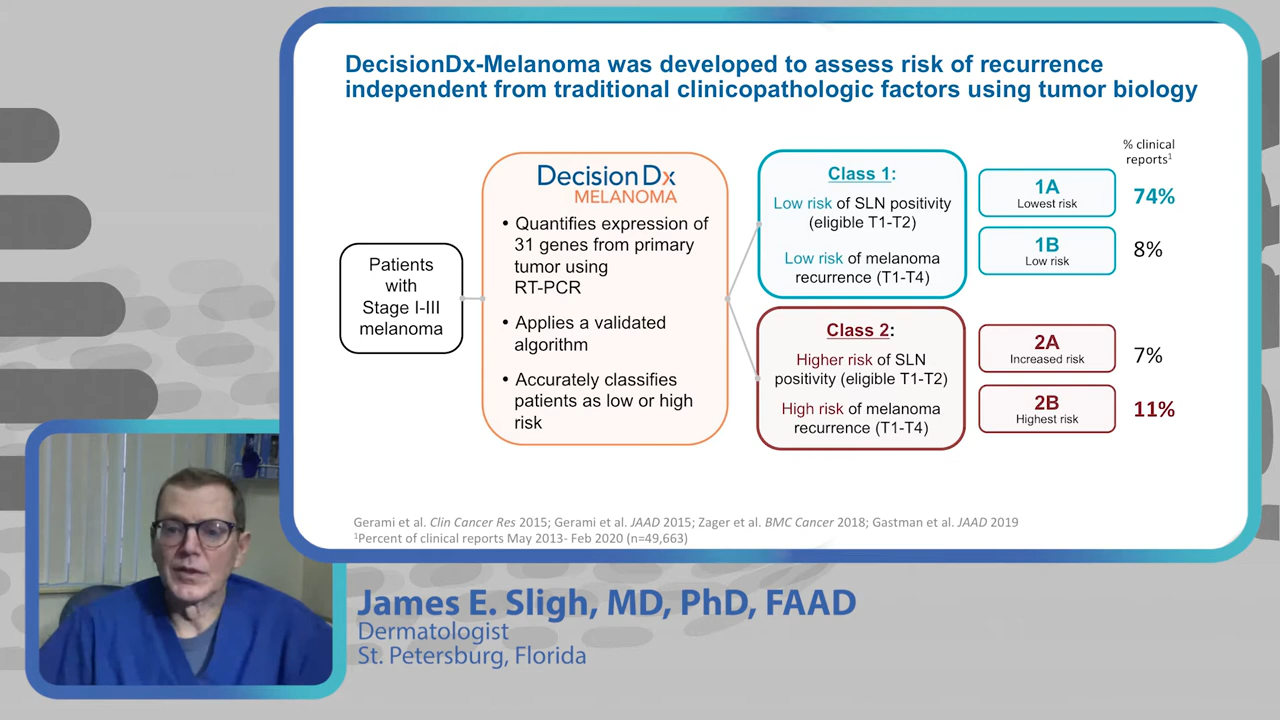 DecisionDx-Melanoma was developed to assess risk of recurrence
independent from traditional clinicopathologic factors using tumor biology
% clinical
reports1
Patients
with
Stage I-III
melanoma
DecisionDx
MELANOMA
• Quantifies expression of
31 genes from primary
tumor using
RT-PCR
• Applies a validated
algorithm
• Accurately classifies
patients as low or high
risk
Class 1:
Low risk of SLN positivity
(eligible T1-T2)
Low risk of melanoma
recurrence (T1-T4)
1A
Lowest risk
74%
1B
Low risk
8%
Class 2:
Higher risk of SLN
positivity (eligible T1-T2)
High risk of melanoma
recurrence (T1-T4)
2A
Increased risk
7%
2B
Highest risk
11%
Gerami et al. Clin Cancer Res 2015; Gerami et al. JAAD 2015; Zager et al. BMC Cancer 2018; Gastman et al. JAAD 2019
1Percent of clinical reports May 2013- Feb 2020 (n=49,663)
James E. Sligh, MD, PhD, FAAD
Dermatologist
St. Petersburg, Florida